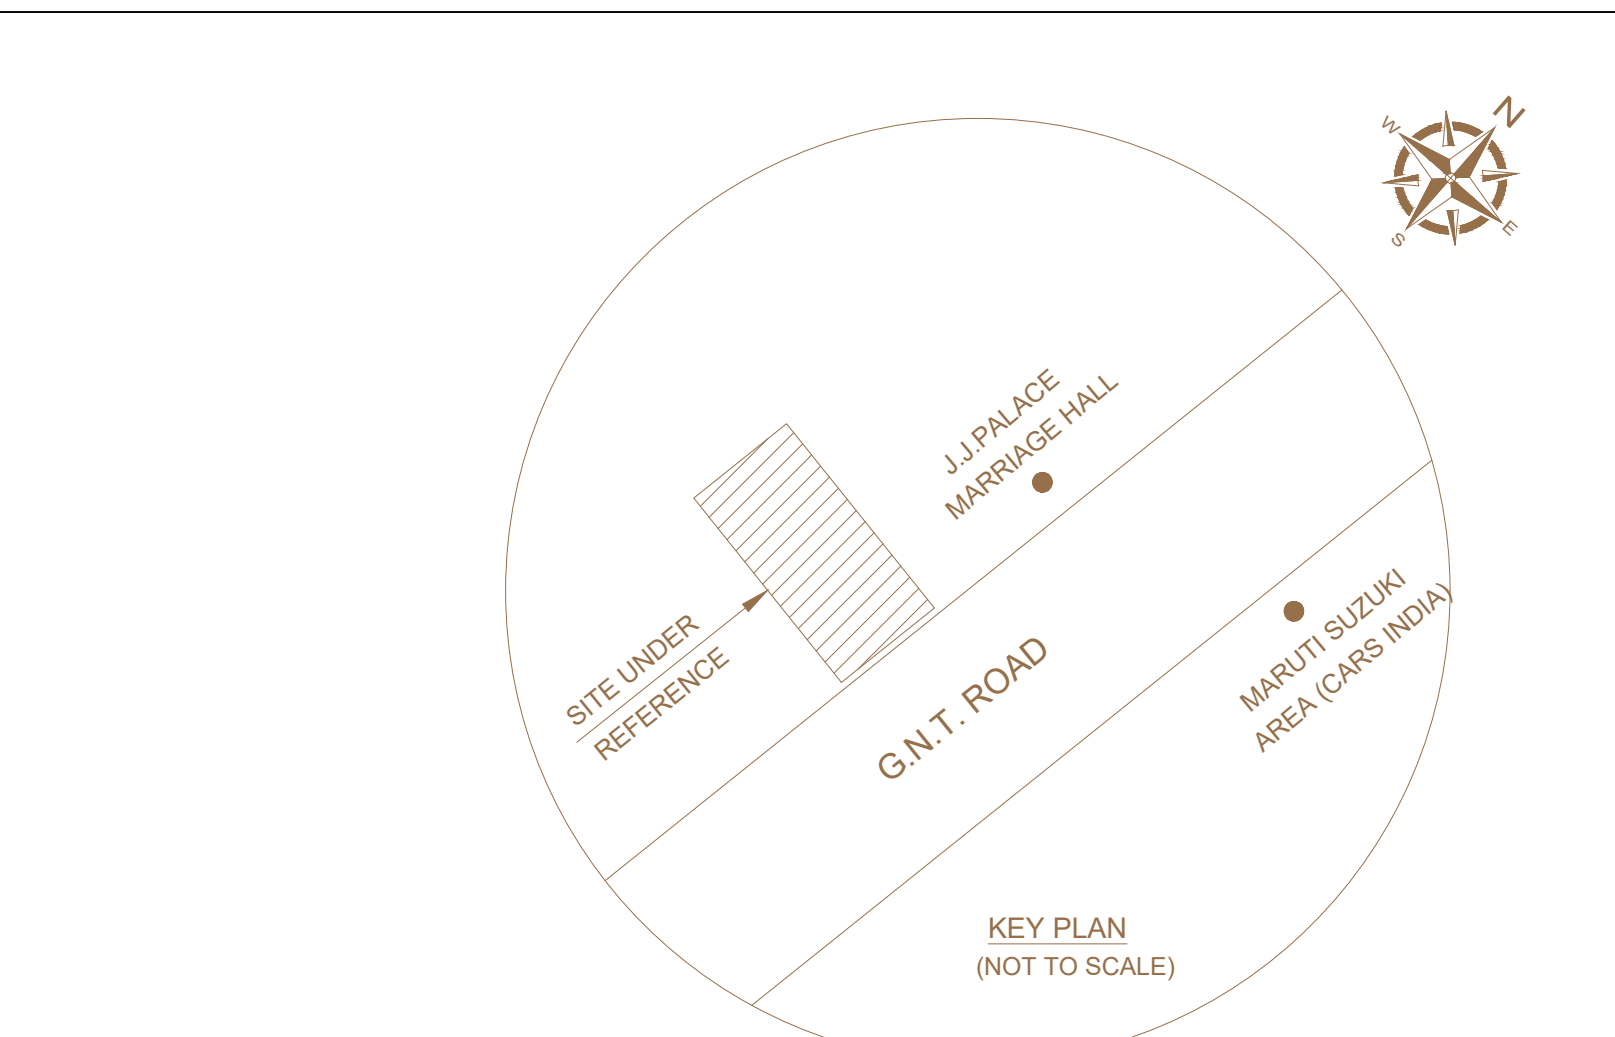 N
W
E
S
J.J.PALACE
MARRIAGE HALL
SITE UNDER
REFERENCE
G.N.T. ROAD
MARUTI SUZUKI
AREA (CARS INDIA)
KEY PLAN
(NOT TO SCALE)